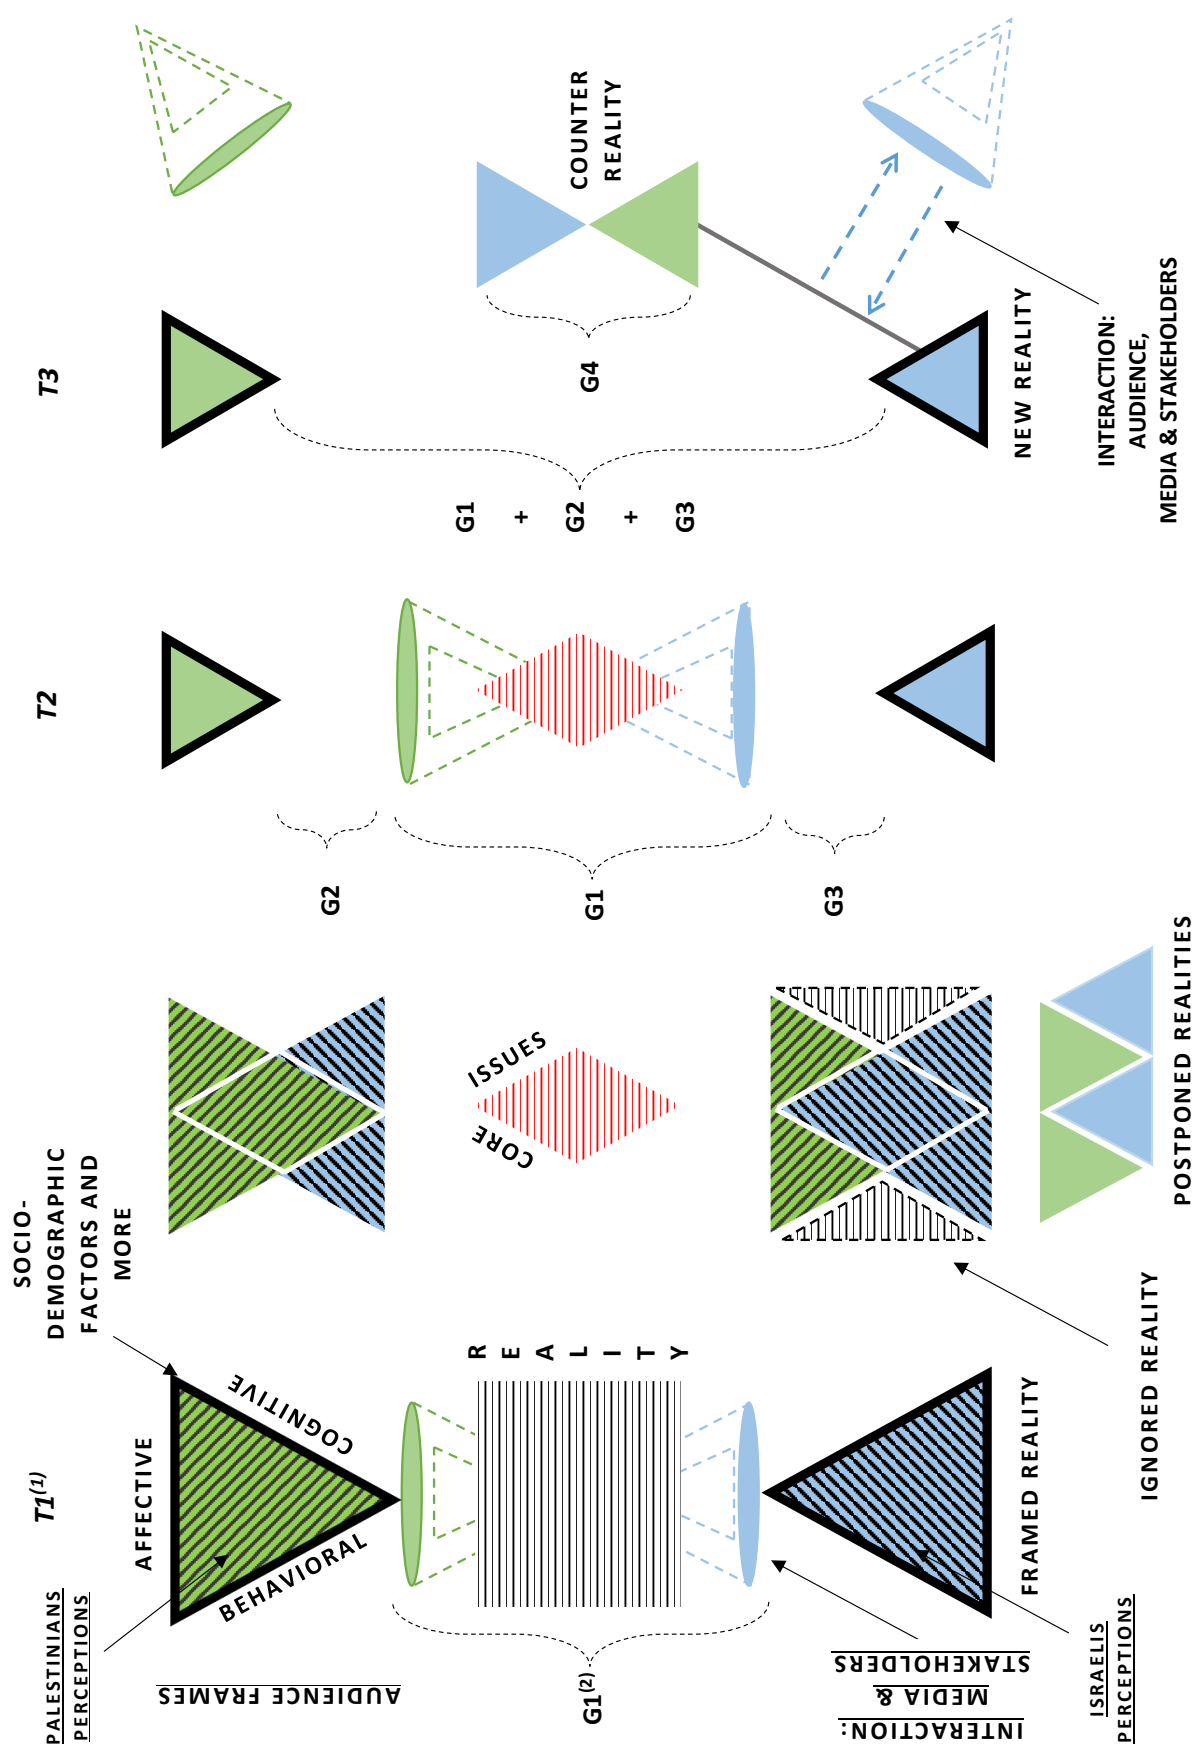 T1(1)
T2
T3
PALESTINIANS
PERCEPTIONS
AFFECTIVE
COGNITIVE
BEHAVIORAL
SOCIO-
DEMOGRAPHIC
FACTORS AND
MORE
AUDIENCE FRAMES
G1(2)
R E A L I T Y
INTERACTION:
MEDIA &
STAKEHOLDERS
ISRAELIS
PERCEPTIONS
FRAMED REALITY
IGNORED REALITY
CORE
ISSUES
POSTPONED REALITIES
G2
G1
G3
G1
+
G2
+
G3
G4
COUNTER
REALITY
NEW REALITY
INTERACTION:
AUDIENCE,
MEDIA & STAKEHOLDERS